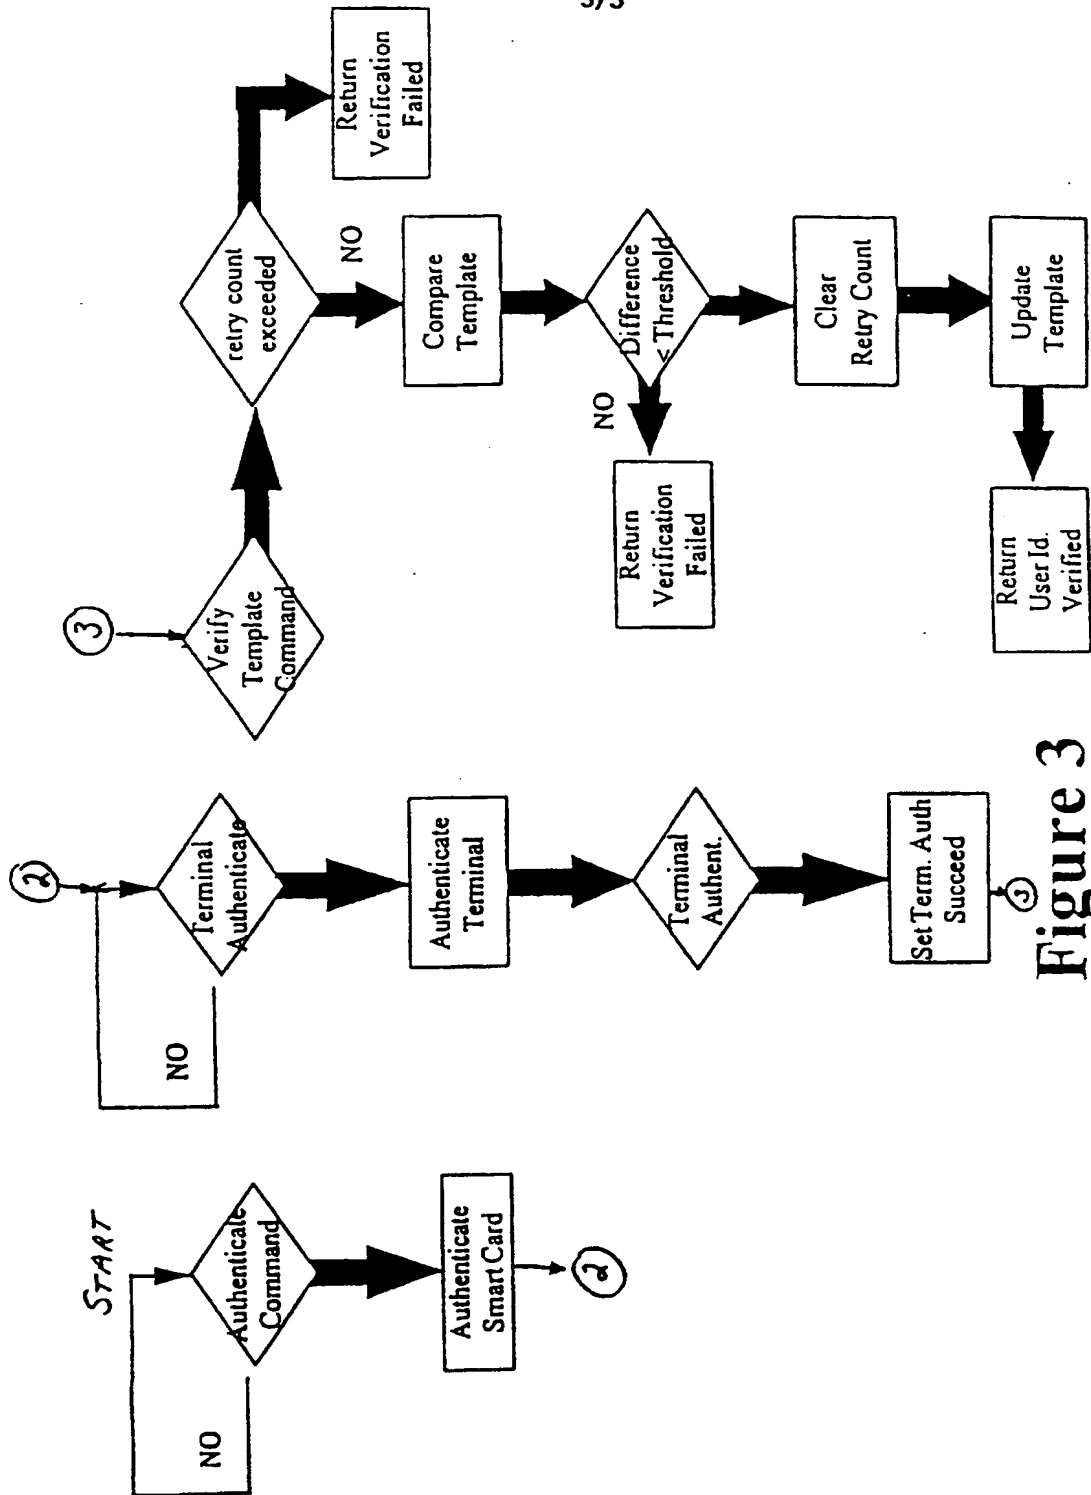 3/3
START
Authenticate
Command
NO
Authenticate
Smart Card
2
2
Terminal
Authenticate
NO
Authenticate
Terminal
Terminal
Authent.
Set Term. Auth
Succeed
3
3
Verify
Template
Command
retry count
exceeded
Return
Verification
Failed
NO
Compare
Template
Difference
< Threshold
NO
Return
Verification
Failed
Clear
Retry Count
Update
Template
Return
User Id.
Verified
Figure 3